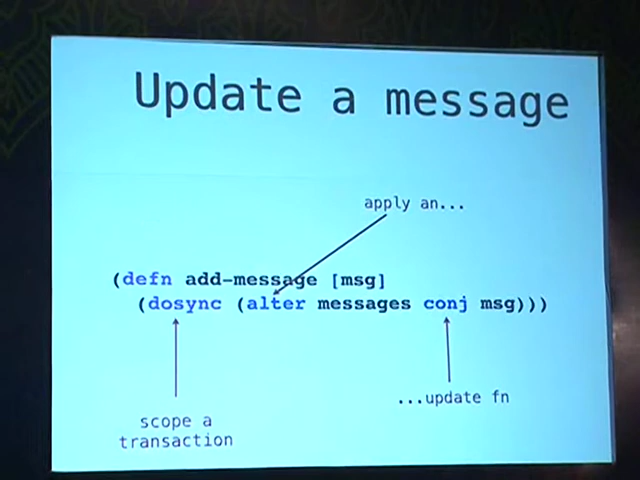 Update a message
apply an...
(defn add-message [msg]
(dosync (alter messages conj msg)))
...update fn
scope a
transaction